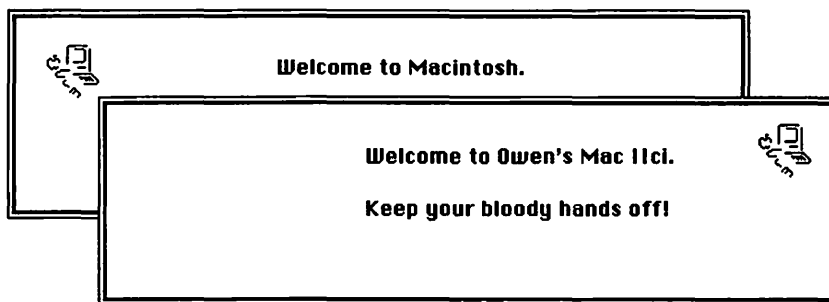 Welcome to Macintosh.
Welcome to Owen's Mac IIci.
Keep your bloody hands off!